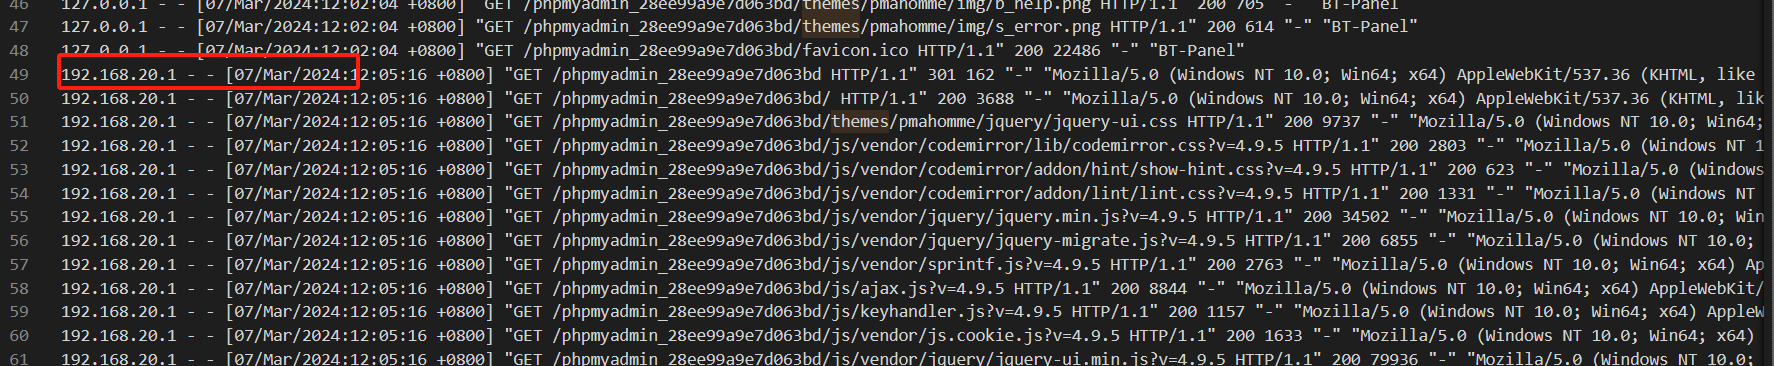 46 127.0.0.1 - - [07/Mar/2024:12:02:04 +0800] "GET /phpmyadmin_28ee99a9e7d063bd/themes/pmahomme/img/b_help.png HTTP/1.1" 200 705 "-" "BT-Panel"
47 127.0.0.1 - - [07/Mar/2024:12:02:04 +0800] "GET /phpmyadmin_28ee99a9e7d063bd/themes/pmahomme/img/s_error.png HTTP/1.1" 200 614 "-" "BT-Panel"
48 127.0.0.1 - - [07/Mar/2024:12:02:04 +0800] "GET /phpmyadmin_28ee99a9e7d063bd/favicon.ico HTTP/1.1" 200 22486 "-" "BT-Panel"
49 192.168.20.1 - - [07/Mar/2024:12:05:16 +0800] "GET /phpmyadmin_28ee99a9e7d063bd HTTP/1.1" 301 162 "-" "Mozilla/5.0 (Windows NT 10.0; Win64; x64) AppleWebKit/537.36 (KHTML, like
50 192.168.20.1 - - [07/Mar/2024:12:05:16 +0800] "GET /phpmyadmin_28ee99a9e7d063bd/ HTTP/1.1" 200 3688 "-" "Mozilla/5.0 (Windows NT 10.0; Win64; x64) AppleWebKit/537.36 (KHTML, lik
51 192.168.20.1 - - [07/Mar/2024:12:05:16 +0800] "GET /phpmyadmin_28ee99a9e7d063bd/themes/pmahomme/jquery/jquery-ui.css HTTP/1.1" 200 9737 "-" "Mozilla/5.0 (Windows NT 10.0; Win64;
52 192.168.20.1 - - [07/Mar/2024:12:05:16 +0800] "GET /phpmyadmin_28ee99a9e7d063bd/js/vendor/codemirror/lib/codemirror.css?v=4.9.5 HTTP/1.1" 200 2803 "-" "Mozilla/5.0 (Windows NT 1
53 192.168.20.1 - - [07/Mar/2024:12:05:16 +0800] "GET /phpmyadmin_28ee99a9e7d063bd/js/vendor/codemirror/addon/hint/show-hint.css?v=4.9.5 HTTP/1.1" 200 623 "-" "Mozilla/5.0 (Windows
54 192.168.20.1 - - [07/Mar/2024:12:05:16 +0800] "GET /phpmyadmin_28ee99a9e7d063bd/js/vendor/codemirror/addon/lint/lint.css?v=4.9.5 HTTP/1.1" 200 1331 "-" "Mozilla/5.0 (Windows NT
55 192.168.20.1 - - [07/Mar/2024:12:05:16 +0800] "GET /phpmyadmin_28ee99a9e7d063bd/js/vendor/jquery/jquery.min.js?v=4.9.5 HTTP/1.1" 200 34502 "-" "Mozilla/5.0 (Windows NT 10.0; Win
56 192.168.20.1 - - [07/Mar/2024:12:05:16 +0800] "GET /phpmyadmin_28ee99a9e7d063bd/js/vendor/jquery/jquery-migrate.js?v=4.9.5 HTTP/1.1" 200 6855 "-" "Mozilla/5.0 (Windows NT 10.0;
57 192.168.20.1 - - [07/Mar/2024:12:05:16 +0800] "GET /phpmyadmin_28ee99a9e7d063bd/js/vendor/sprintf.js?v=4.9.5 HTTP/1.1" 200 2763 "-" "Mozilla/5.0 (Windows NT 10.0; Win64; x64) Ap
58 192.168.20.1 - - [07/Mar/2024:12:05:16 +0800] "GET /phpmyadmin_28ee99a9e7d063bd/js/ajax.js?v=4.9.5 HTTP/1.1" 200 8844 "-" "Mozilla/5.0 (Windows NT 10.0; Win64; x64) AppleWebKit/
59 192.168.20.1 - - [07/Mar/2024:12:05:16 +0800] "GET /phpmyadmin_28ee99a9e7d063bd/js/keyhandler.js?v=4.9.5 HTTP/1.1" 200 1157 "-" "Mozilla/5.0 (Windows NT 10.0; Win64; x64) AppleW
60 192.168.20.1 - - [07/Mar/2024:12:05:16 +0800] "GET /phpmyadmin_28ee99a9e7d063bd/js/vendor/js.cookie.js?v=4.9.5 HTTP/1.1" 200 1633 "-" "Mozilla/5.0 (Windows NT 10.0; Win64; x64)
61 192.168.20.1 - - [07/Mar/2024:12:05:16 +0800] "GET /phpmyadmin_28ee99a9e7d063bd/js/vendor/jquery/jquery-ui.min.js?v=4.9.5 HTTP/1.1" 200 79936 "-" "Mozilla/5.0 (Windows NT 10.0;